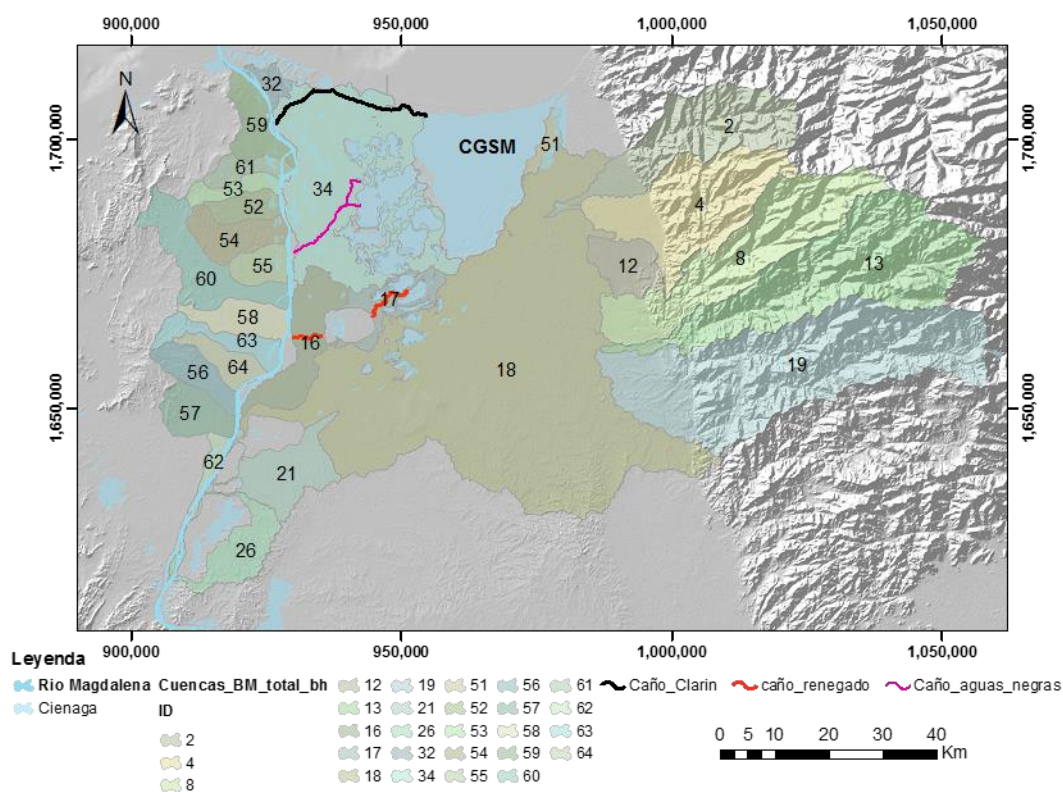 900,000 950,000 1,000,000 1,050,000
N
1,700,000
1,700,000
1,650,000
1,650,000
32
59
2
CGSM
51
61
53
34
52
4
54
8
55
12
13
60
17
58
16
63
18
19
64
56
57
62
21
26
900,000 950,000 1,000,000 1,050,000
Leyenda
Rio Magdalena Cuencas_BM_total_bh 12 19 51 56 61 Caño_Clarin caño_renegado Caño_aguas_negras
Cienaga ID 13 21 52 57 62
2 16 26 53 58 63
4 17 32 54 59 64
8 18 34 55 60
0 5 10 20 30 40
Km